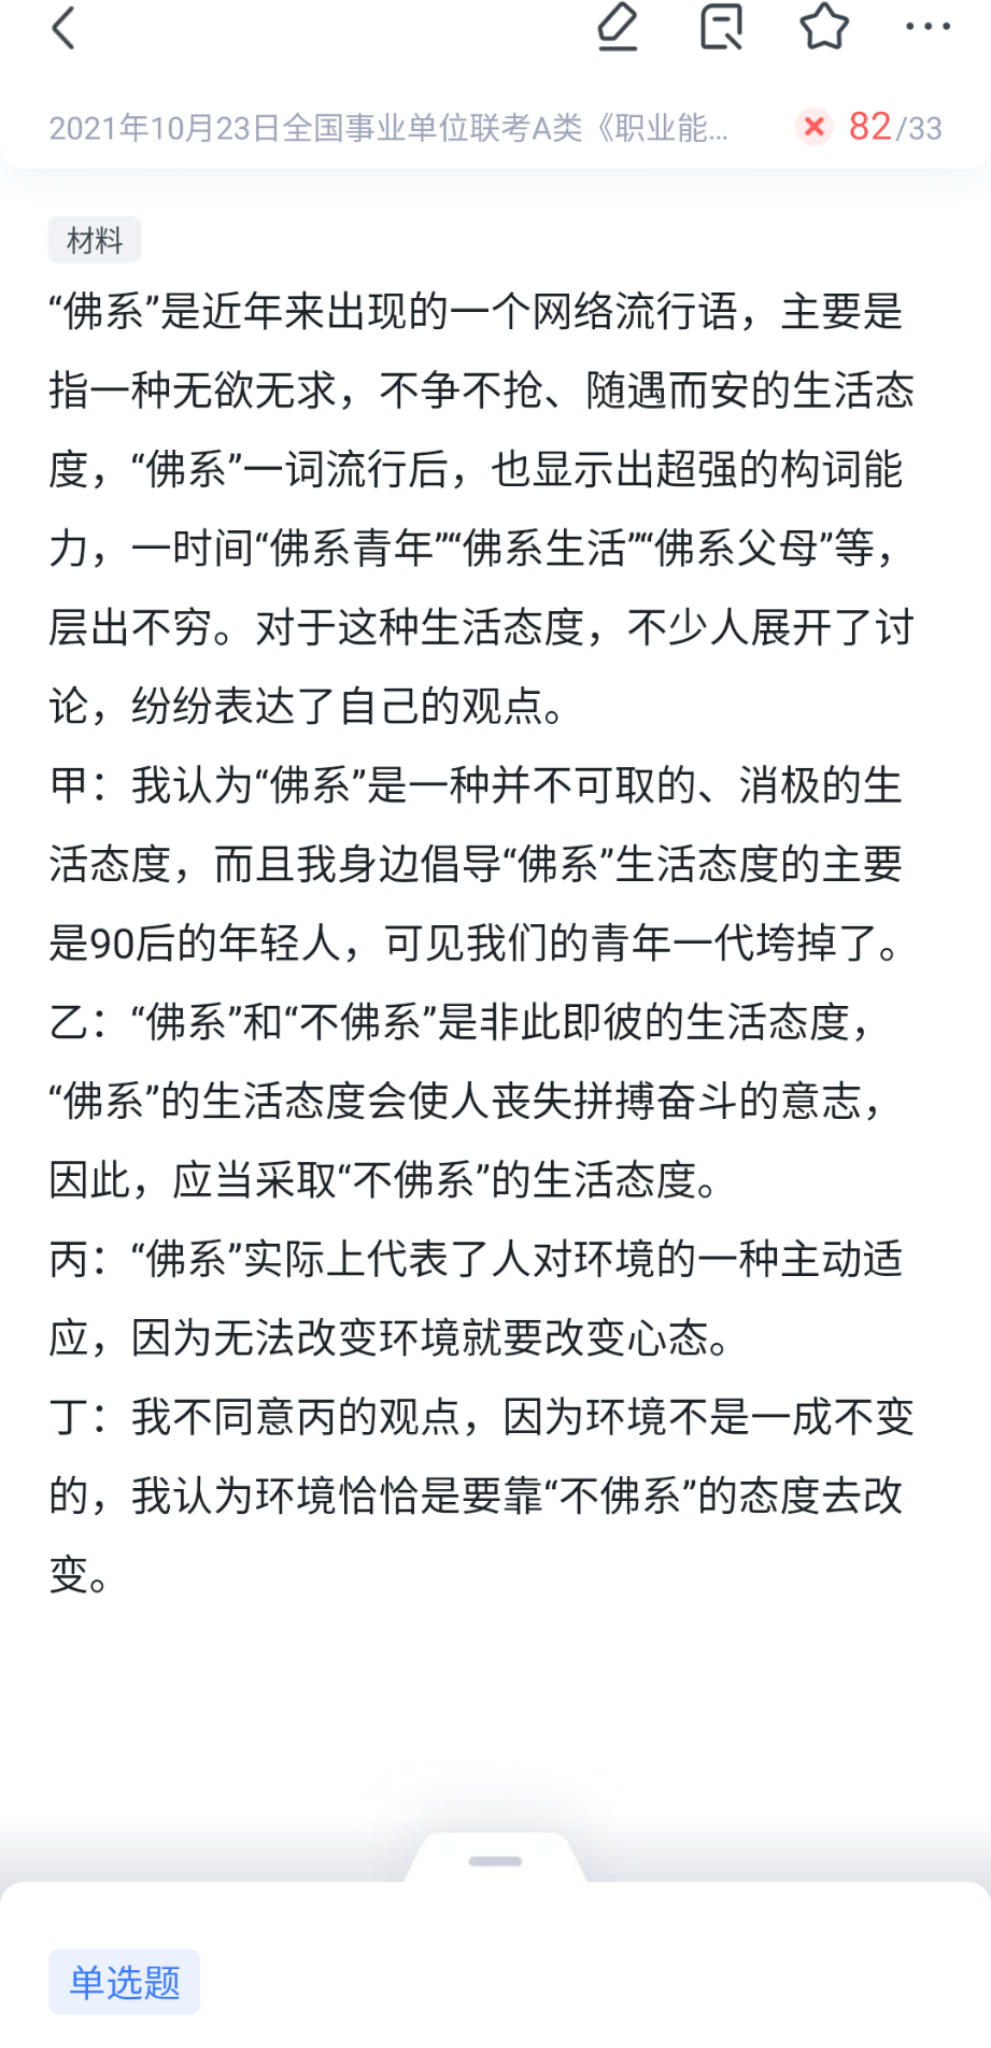 2021年10月23日全国事业单位联考A类《职业能...
82/33
材料
“佛系”是近年来出现的一个网络流行语，主要是
指一种无欲无求，不争不抢、随遇而安的生活态
度，“佛系”一词流行后，也显示出超强的构词能
力，一时间“佛系青年”“佛系生活”“佛系父母”等，
层出不穷。对于这种生活态度，不少人展开了讨
论，纷纷表达了自己的观点。
甲：我认为“佛系”是一种并不可取的、消极的生
活态度，而且我身边倡导“佛系”生活态度的主要
是90后的年轻人，可见我们的青年一代垮掉了。
乙：“佛系”和“不佛系”是非此即彼的生活态度，
“佛系”的生活态度会使人丧失拼搏奋斗的意志，
因此，应当采取“不佛系”的生活态度。
丙：“佛系”实际上代表了人对环境的一种主动适
应，因为无法改变环境就要改变心态。
丁：我不同意丙的观点，因为环境不是一成不变
的，我认为环境恰恰是要靠“不佛系”的态度去改
变。
单选题